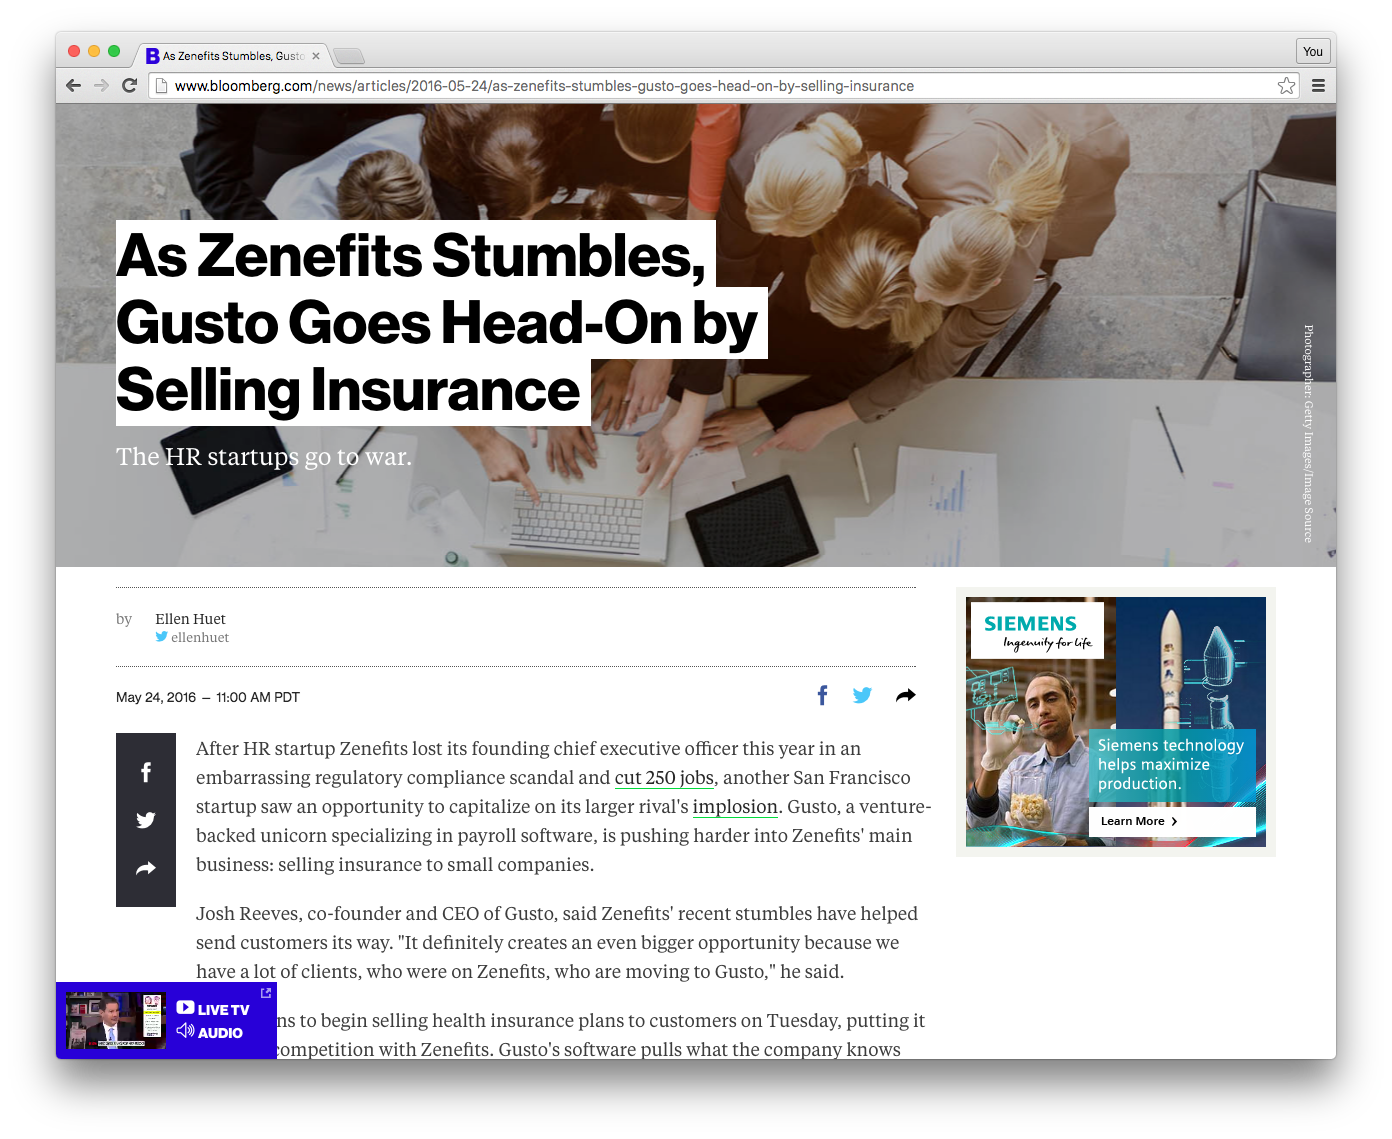 As Zenefits Stumbles, Gusto
You
www.bloomberg.com/news/articles/2016-05-24/as-zenefits-stumbles-gusto-goes-head-on-by-selling-insurance
As Zenefits Stumbles,
Gusto Goes Head-On by
Selling Insurance
The HR startups go to war.
Photographer: Getty Images/Image Source
by Ellen Huet
ellenhuet
May 24, 2016 — 11:00 AM PDT
After HR startup Zenefits lost its founding chief executive officer this year in an
embarrassing regulatory compliance scandal and cut 250 jobs, another San Francisco
startup saw an opportunity to capitalize on its larger rival's implosion. Gusto, a venture-
backed unicorn specializing in payroll software, is pushing harder into Zenefits' main
business: selling insurance to small companies.
Josh Reeves, co-founder and CEO of Gusto, said Zenefits' recent stumbles have helped
send customers its way. "It definitely creates an even bigger opportunity because we
have a lot of clients, who were on Zenefits, who are moving to Gusto," he said.
ns to begin selling health insurance plans to customers on Tuesday, putting it
competition with Zenefits. Gusto's software pulls what the company knows
LIVE TV
AUDIO
SIEMENS
Ingenuity for life
Siemens technology
helps maximize
production.
Learn More